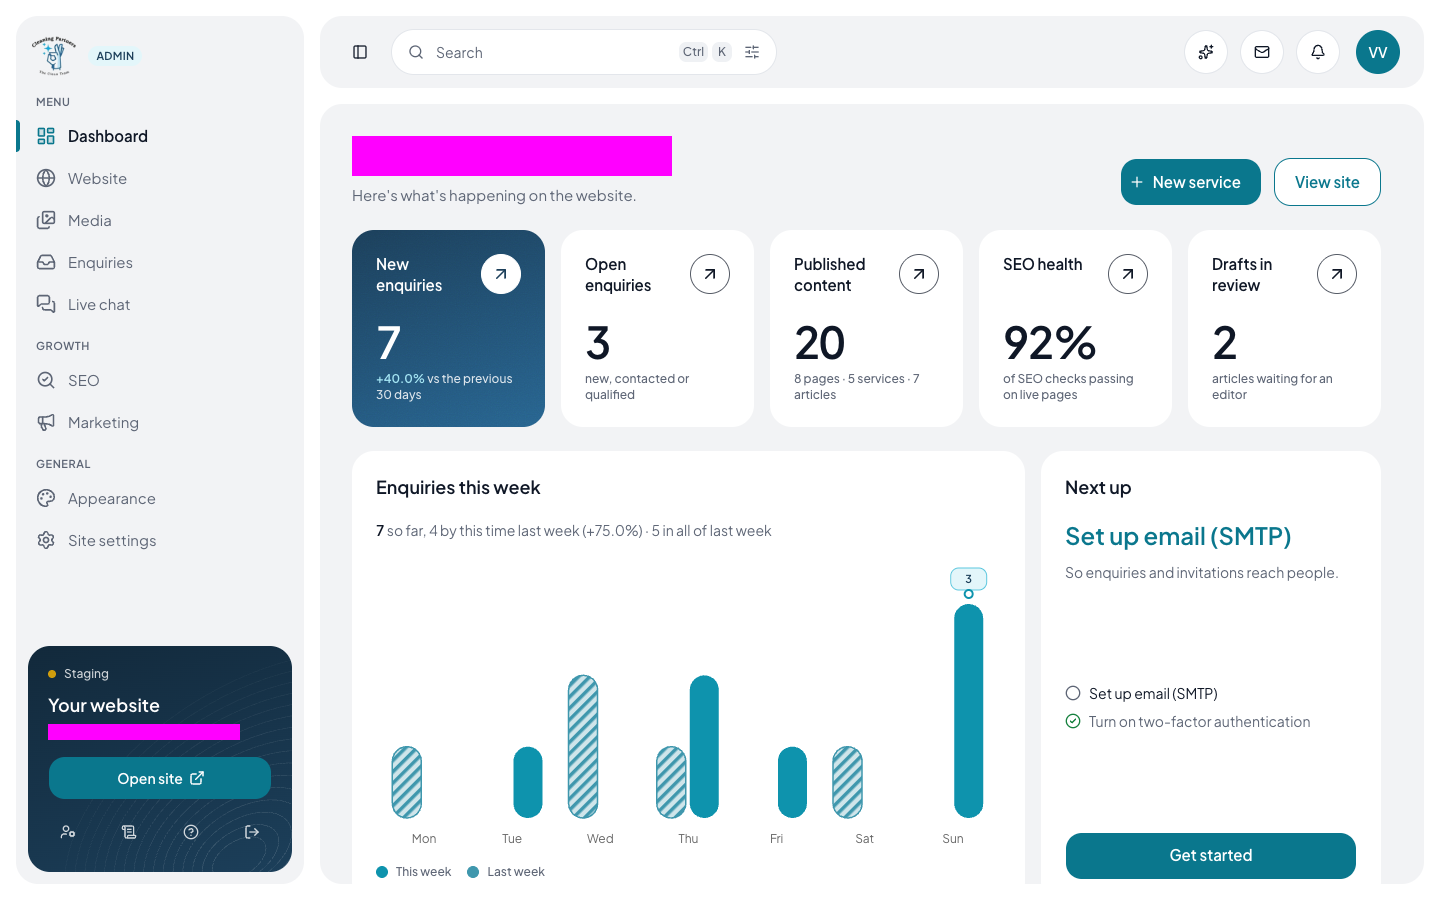 Cleaning Partners
ADMIN
MENU
Dashboard
Website
Media
Enquiries
Live chat
GROWTH
SEO
Marketing
GENERAL
Appearance
Site settings
Staging
Your website
Open site
Search
Ctrl K
VV
Here's what's happening on the website.
New service
View site
New
enquiries
7
+40.0% vs the previous
30 days
Open
enquiries
3
new, contacted or
qualified
Published
content
20
8 pages · 5 services · 7
articles
SEO health
92%
of SEO checks passing
on live pages
Drafts in
review
2
articles waiting for an
editor
Enquiries this week
7 so far, 4 by this time last week (+75.0%) · 5 in all of last week
3
Mon Tue Wed Thu Fri Sat Sun
This week Last week
Next up
Set up email (SMTP)
So enquiries and invitations reach people.
Set up email (SMTP)
Turn on two-factor authentication
Get started